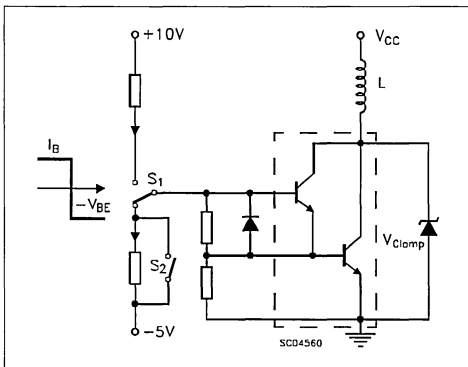 +10V
V_CC
L
I_B
S_1
-V_BE
V_Clamp
S_2
-5V
SC04560